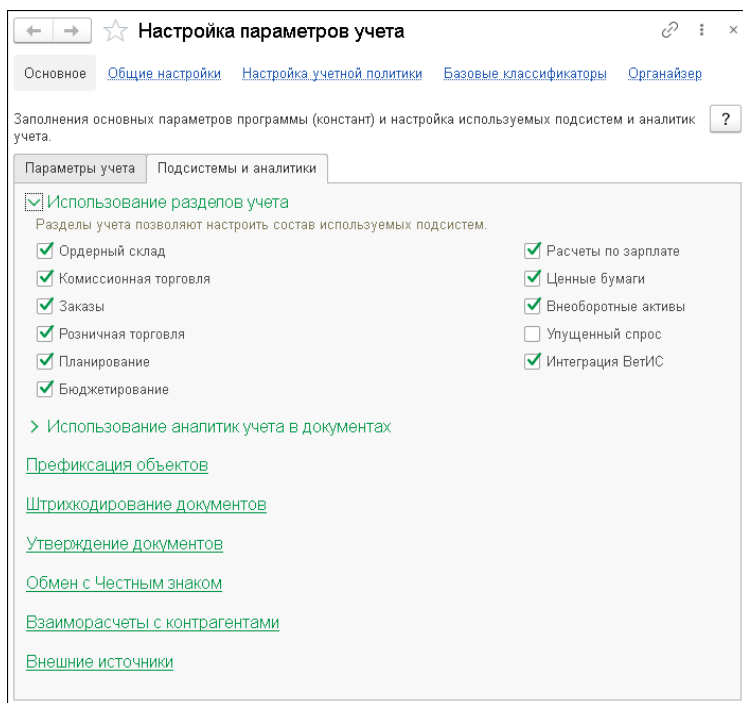 Настройка параметров учета
Основное Общие настройки Настройка учетной политики Базовые классификаторы Органайзер
Заполнения основных параметров программы (констант) и настройка используемых подсистем и аналитик
учета.
?
Параметры учета Подсистемы и аналитики
Использование разделов учета
Разделы учета позволяют настроить состав используемых подсистем.
Ордерный склад Расчеты по зарплате
Комиссионная торговля Ценные бумаги
Заказы Внеоборотные активы
Розничная торговля Упущенный спрос
Планирование Интеграция ВетИС
Бюджетирование
Использование аналитик учета в документах
Префиксация объектов
Штрихкодирование документов
Утверждение документов
Обмен с Честным знаком
Взаиморасчеты с контрагентами
Внешние источники